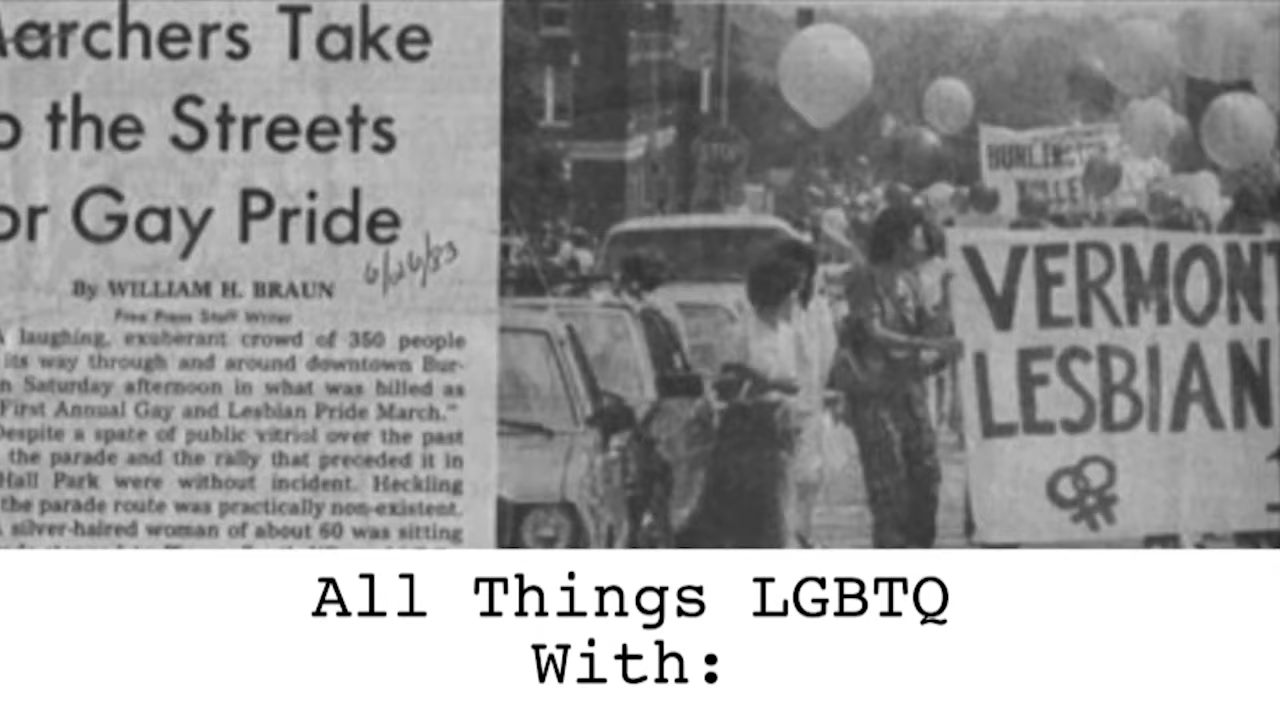 archers Take
o the Streets
or Gay Pride
6/26/83
By WILLIAM H. BRAUN
Free Press Staff Writer
A laughing, exuberant crowd of 350 people
its way through and around downtown Bur-
n Saturday afternoon in what was billed as
First Annual Gay and Lesbian Pride March."
Despite a spate of public vitriol over the past
the parade and the rally that preceded it in
Hall Park were without incident. Heckling
the parade route was practically non-existent.
A silver-haired woman of about 60 was sitting
STOP
BURLINGTON
VERMONT
LESBIAN
All Things LGBTQ
With: